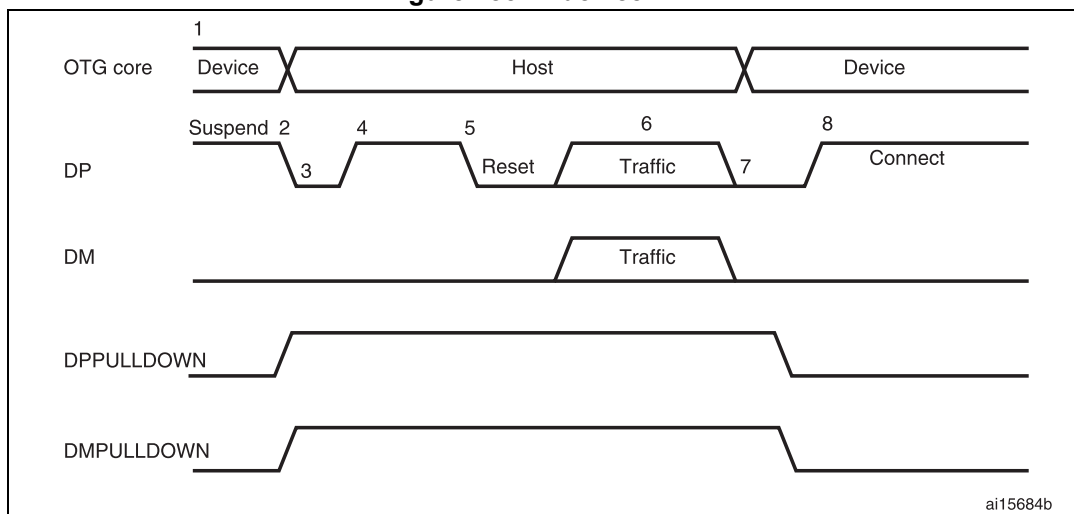 1
OTG core Device Host Device
Suspend 2 4 5 6 8
DP 3 Reset Traffic 7 Connect
DM Traffic
DPPULLDOWN
DMPULLDOWN
ai15684b